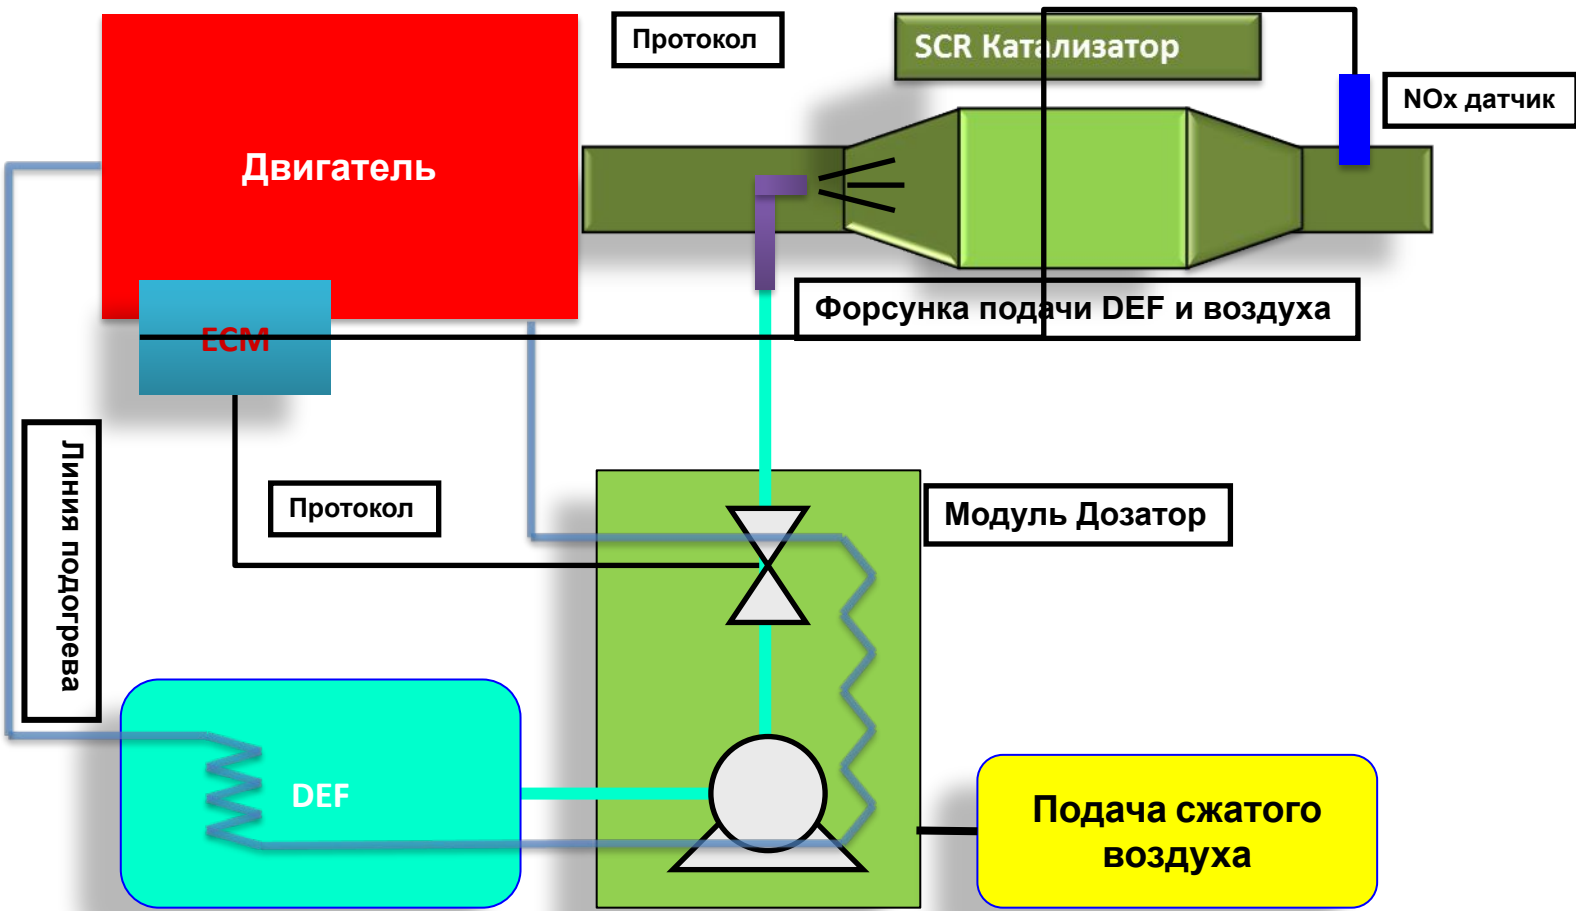 Протокол
SCR Катализатор
NOx датчик
Двигатель
Форсунка подачи DEF и воздуха
ECM
Линия подогрева
Протокол
Модуль Дозатор
DEF
Подача сжатого
воздуха